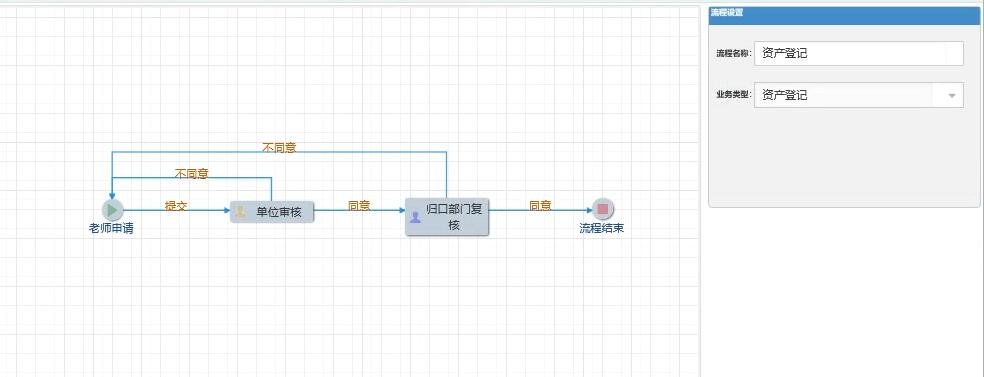 流程设置
流程名称:
资产登记
业务类型:
资产登记
不同意
不同意
提交
同意
同意
老师申请
单位审核
归口部门复
核
流程结束